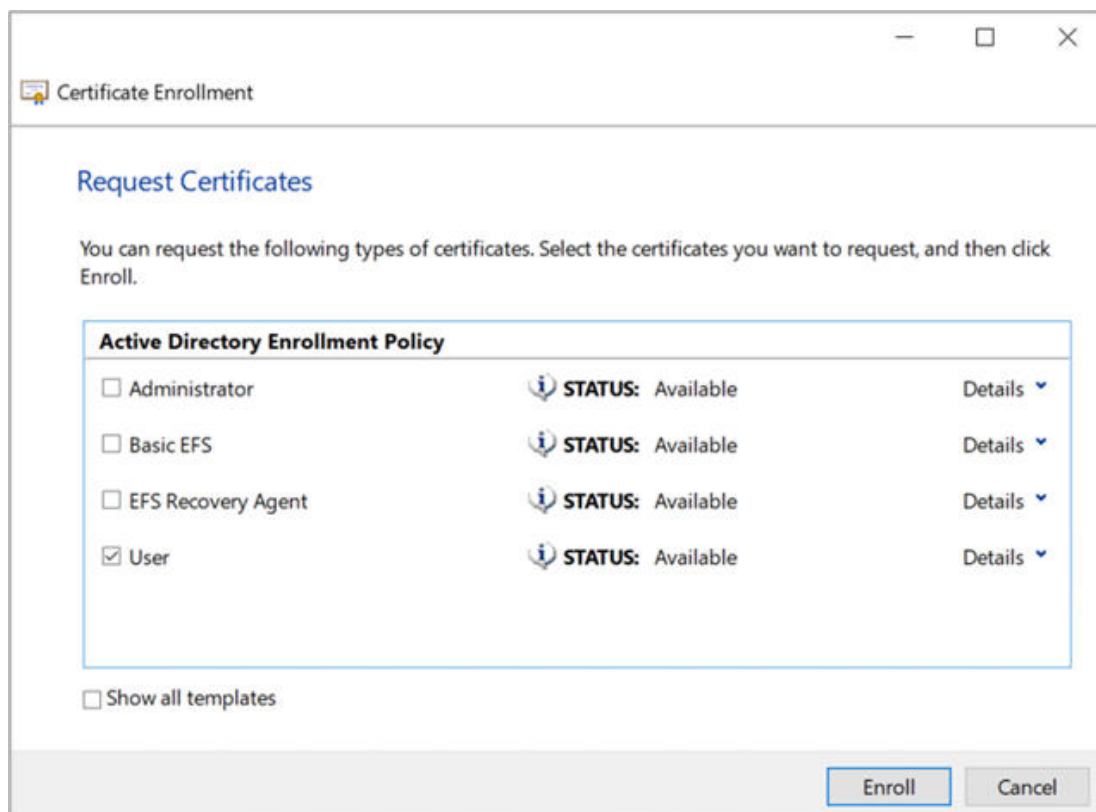 Certificate Enrollment
Request Certificates
You can request the following types of certificates. Select the certificates you want to request, and then click
Enroll.
Active Directory Enrollment Policy
Administrator STATUS: Available Details
Basic EFS STATUS: Available Details
EFS Recovery Agent STATUS: Available Details
User STATUS: Available Details
Show all templates
Enroll Cancel